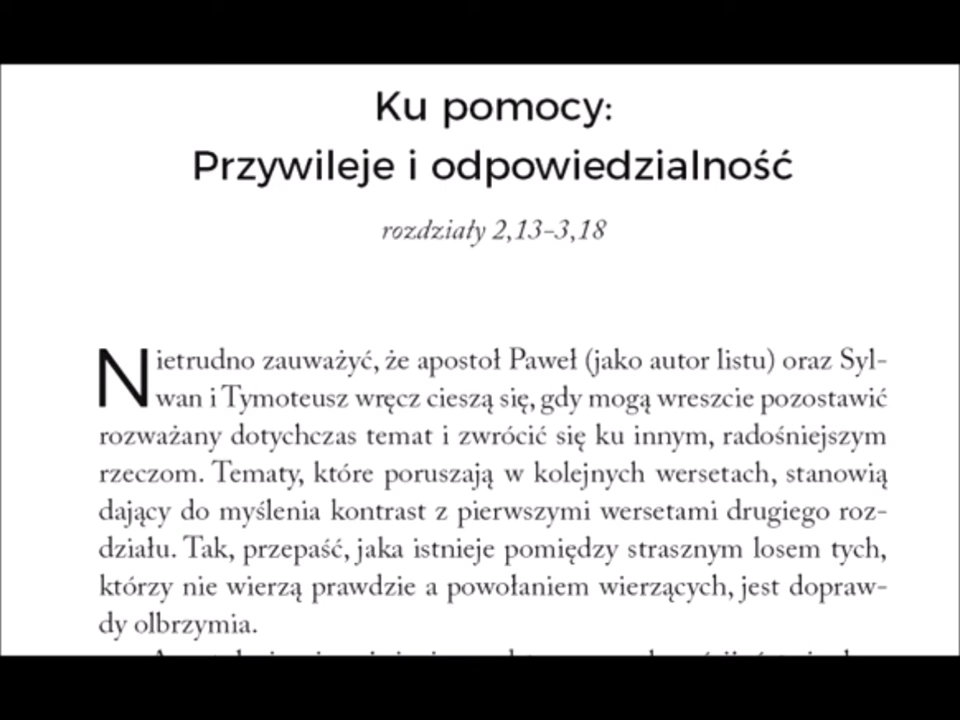 Ku pomocy:
Przywileje i odpowiedzialność
rozdziały 2,13–3,18
Nietrudno zauważyć, że apostoł Paweł (jako autor listu) oraz Syl-
wan i Tymoteusz wręcz cieszą się, gdy mogą wreszcie pozostawić
rozważany dotychczas temat i zwrócić się ku innym, radośniejszym
rzeczom. Tematy, które poruszają w kolejnych wersetach, stanowią
dający do myślenia kontrast z pierwszymi wersetami drugiego roz-
działu. Tak, przepaść, jaka istnieje pomiędzy strasznym losem tych,
którzy nie wierzą prawdzie a powołaniem wierzących, jest dopraw-
dy olbrzymia.